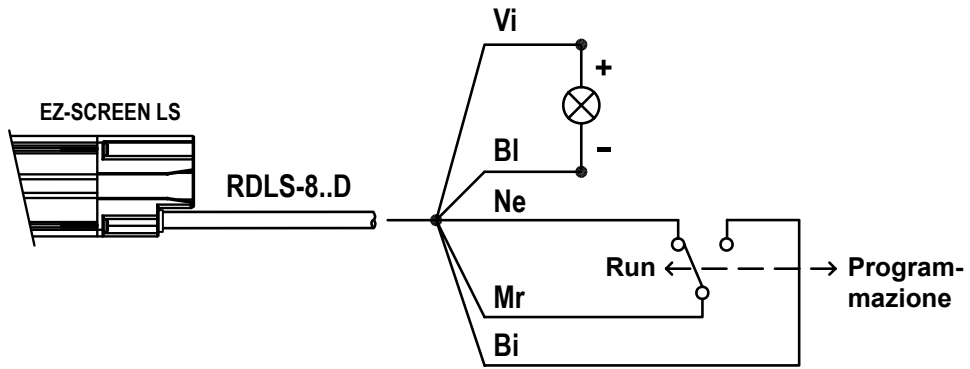 Vi
+
EZ-SCREEN LS
Bl
–
RDLS-8..D
Ne
Run
Program-
mazione
Mr
Bi